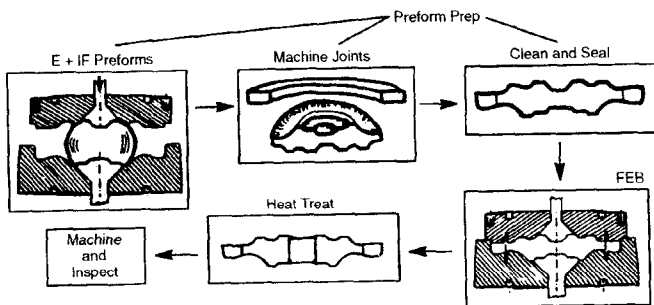 Preform Prep
E + IF Preforms
Machine Joints
Clean and Seal
FEB
Heat Treat
Machine
and
Inspect